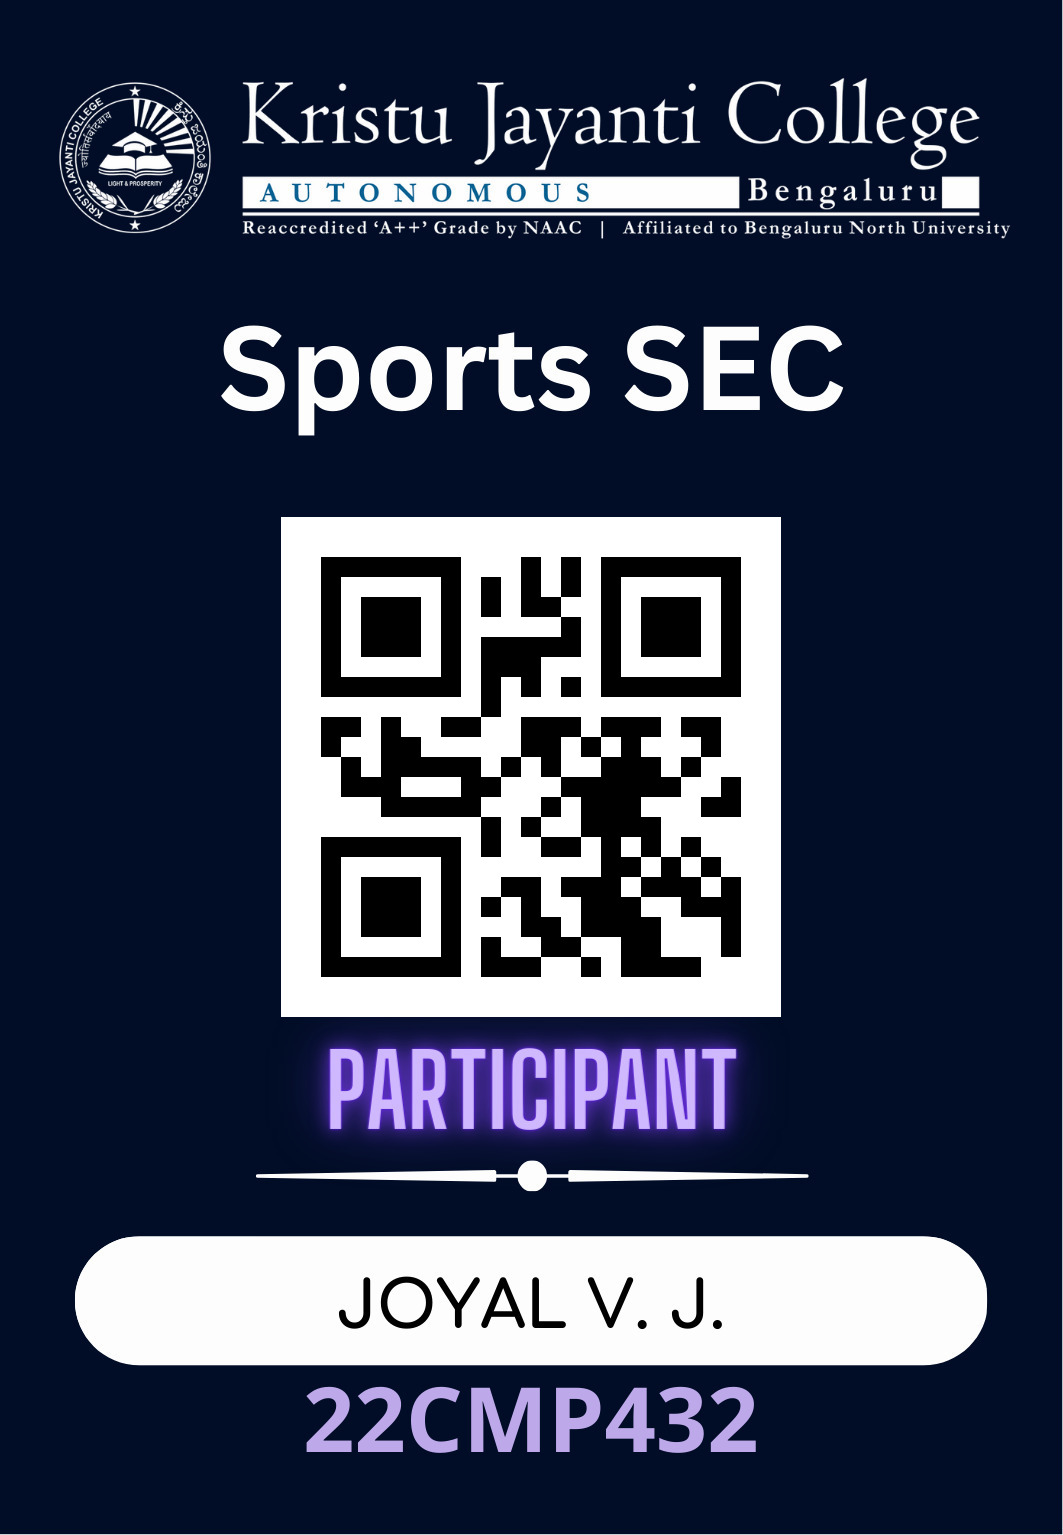 KRISTU JAYANTI COLLEGE
ज्योतिसंवादयाय
LIGHT & PROSPERITY
Kristu Jayanti College
AUTONOMOUS Bengaluru
Reaccredited ‘A++’ Grade by NAAC | Affiliated to Bengaluru North University
Sports SEC
PARTICIPANT
JOYAL V. J.
22CMP432